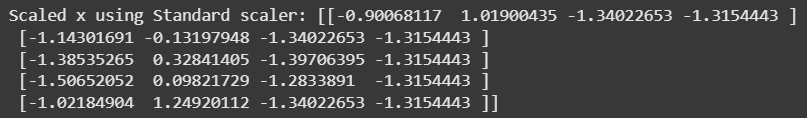 Scaled x using Standard scaler: [[-0.90068117  1.01900435 -1.34022653 -1.3154443 ]
 [-1.14301691 -0.13197948 -1.34022653 -1.3154443 ]
 [-1.38535265  0.32841405 -1.39706395 -1.3154443 ]
 [-1.50652052  0.09821729 -1.2833891  -1.3154443 ]
 [-1.02184904  1.24920112 -1.34022653 -1.3154443 ]]